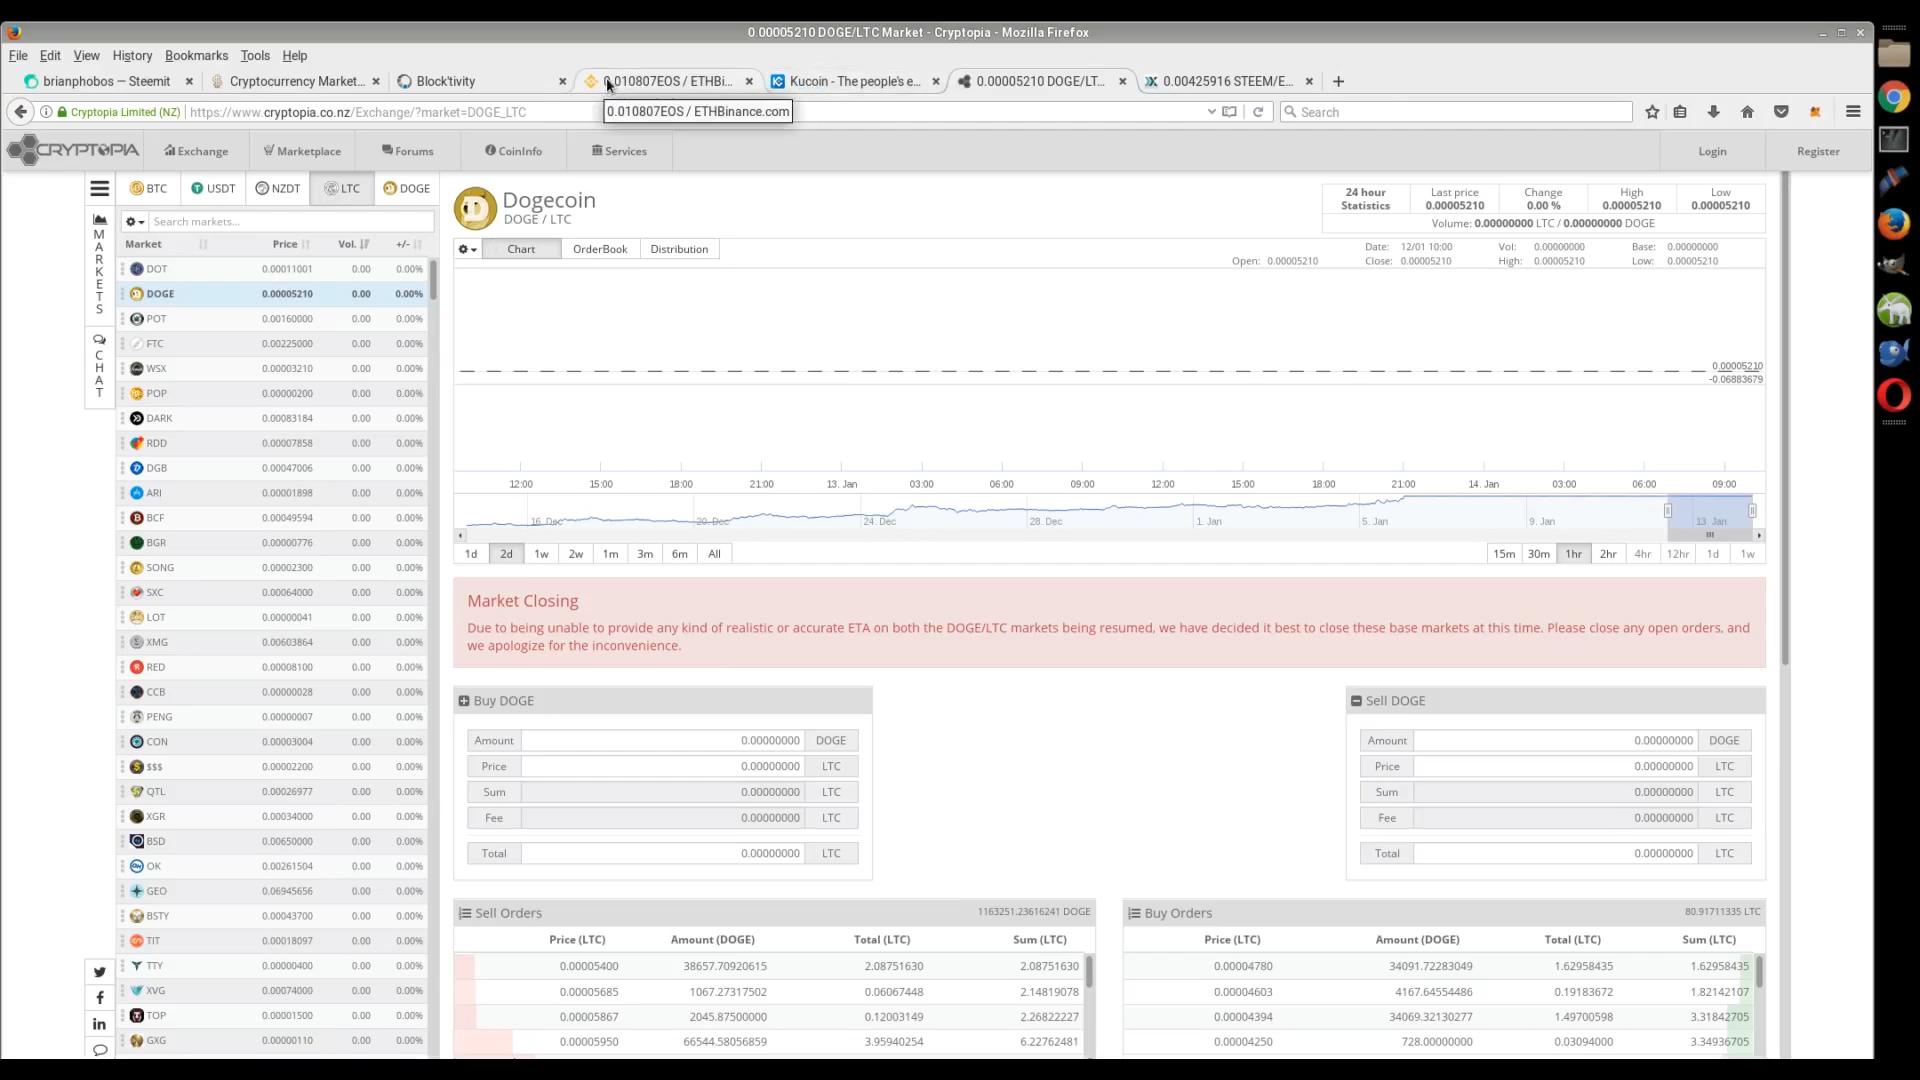 0.00005210 DOGE/LTC Market - Cryptopia - Mozilla Firefox
File Edit View History Bookmarks Tools Help
brianphobos — Steemit Cryptocurrency Market... Block'tivity 0.010807EOS / ETHBi... Kucoin - The people's e... 0.00005210 DOGE/LT... 0.00425916 STEEM/E...
Cryptopia Limited (NZ) https://www.cryptopia.co.nz/Exchange/?market=DOGE_LTC Search
0.010807EOS / ETHBinance.com
CRYPTOPIA Exchange Marketplace Forums CoinInfo Services Login Register
BTC USDT NZDT LTC DOGE
MARKETS
CHAT
Search markets...
Market Price Vol. +/-
DOT 0.00011001 0.00 0.00%
DOGE 0.00005210 0.00 0.00%
POT 0.00160000 0.00 0.00%
FTC 0.00225000 0.00 0.00%
WSX 0.00003210 0.00 0.00%
POP 0.00000200 0.00 0.00%
DARK 0.00083184 0.00 0.00%
RDD 0.00007858 0.00 0.00%
DGB 0.00047006 0.00 0.00%
ARI 0.00001898 0.00 0.00%
BCF 0.00049594 0.00 0.00%
BGR 0.00000776 0.00 0.00%
SONG 0.00002300 0.00 0.00%
SXC 0.00064000 0.00 0.00%
LOT 0.00000041 0.00 0.00%
XMG 0.00603864 0.00 0.00%
RED 0.00008100 0.00 0.00%
CCB 0.00000028 0.00 0.00%
PENG 0.00000007 0.00 0.00%
CON 0.00003004 0.00 0.00%
$$$ 0.00002200 0.00 0.00%
QTL 0.00026977 0.00 0.00%
XGR 0.00034000 0.00 0.00%
BSD 0.00650000 0.00 0.00%
OK 0.00261504 0.00 0.00%
GEO 0.06945656 0.00 0.00%
BSTY 0.00043700 0.00 0.00%
TIT 0.00018097 0.00 0.00%
TTY 0.00000400 0.00 0.00%
XVG 0.00074000 0.00 0.00%
TOP 0.00001500 0.00 0.00%
GXG 0.00000110 0.00 0.00%
Dogecoin
DOGE / LTC
24 hour Last price Change High Low
Statistics 0.00005210 0.00 % 0.00005210 0.00005210
Volume: 0.00000000 LTC / 0.00000000 DOGE
Chart OrderBook Distribution
Date: 12/01 10:00 Vol: 0.00000000 Base: 0.00000000
Open: 0.00005210 Close: 0.00005210 High: 0.00005210 Low: 0.00005210
0.00005210
-0.06883679
12:00 15:00 18:00 21:00 13. Jan 03:00 06:00 09:00 12:00 15:00 18:00 21:00 14. Jan 03:00 06:00 09:00
16. Dec 20. Dec 24. Dec 28. Dec 1. Jan 5. Jan 9. Jan 13. Jan
1d 2d 1w 2w 1m 3m 6m All 15m 30m 1hr 2hr 4hr 12hr 1d 1w
Market Closing
Due to being unable to provide any kind of realistic or accurate ETA on both the DOGE/LTC markets being resumed, we have decided it best to close these base markets at this time. Please close any open orders, and
we apologize for the inconvenience.
Buy DOGE
Amount 0.00000000 DOGE
Price 0.00000000 LTC
Sum 0.00000000 LTC
Fee 0.00000000 LTC
Total 0.00000000 LTC
Sell DOGE
Amount 0.00000000 DOGE
Price 0.00000000 LTC
Sum 0.00000000 LTC
Fee 0.00000000 LTC
Total 0.00000000 LTC
Sell Orders 1163251.23616241 DOGE
Price (LTC) Amount (DOGE) Total (LTC) Sum (LTC)
0.00005400 38657.70920615 2.08751630 2.08751630
0.00005685 1067.27317502 0.06067448 2.14819078
0.00005867 2045.87500000 0.12003149 2.26822227
0.00005950 66544.58056859 3.95940254 6.22762481
Buy Orders 80.91711335 LTC
Price (LTC) Amount (DOGE) Total (LTC) Sum (LTC)
0.00004780 34091.72283049 1.62958435 1.62958435
0.00004603 4167.64554486 0.19183672 1.82142107
0.00004394 34069.32130277 1.49700598 3.31842705
0.00004250 728.00000000 0.03094000 3.34936705